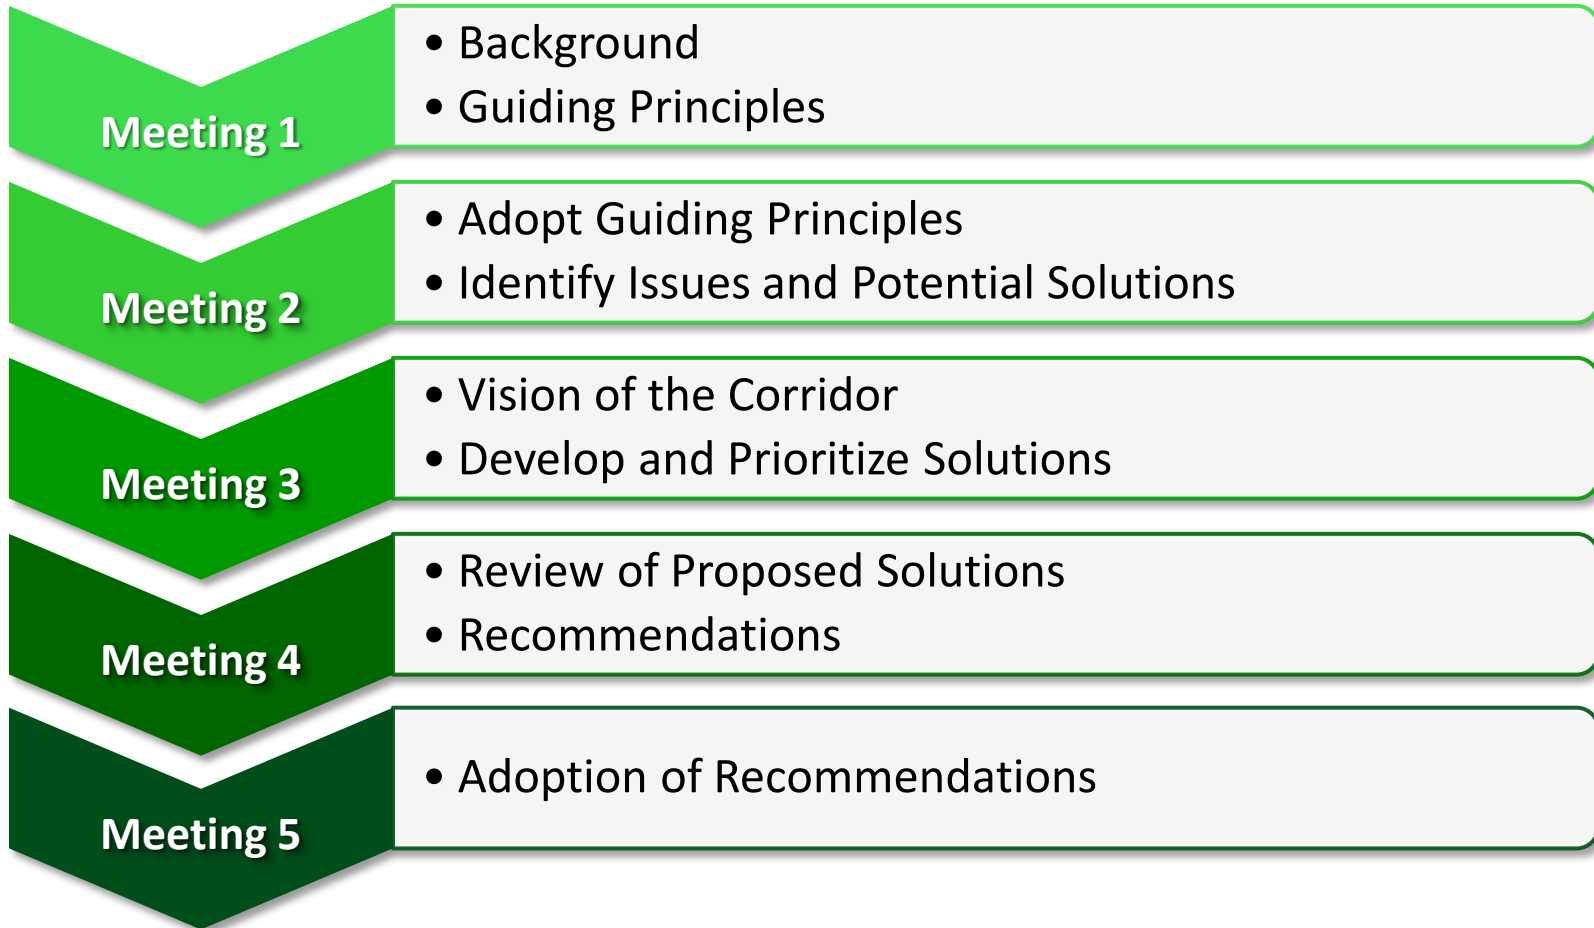 Meeting 1
• Background
• Guiding Principles
Meeting 2
• Adopt Guiding Principles
• Identify Issues and Potential Solutions
Meeting 3
• Vision of the Corridor
• Develop and Prioritize Solutions
Meeting 4
• Review of Proposed Solutions
• Recommendations
Meeting 5
• Adoption of Recommendations